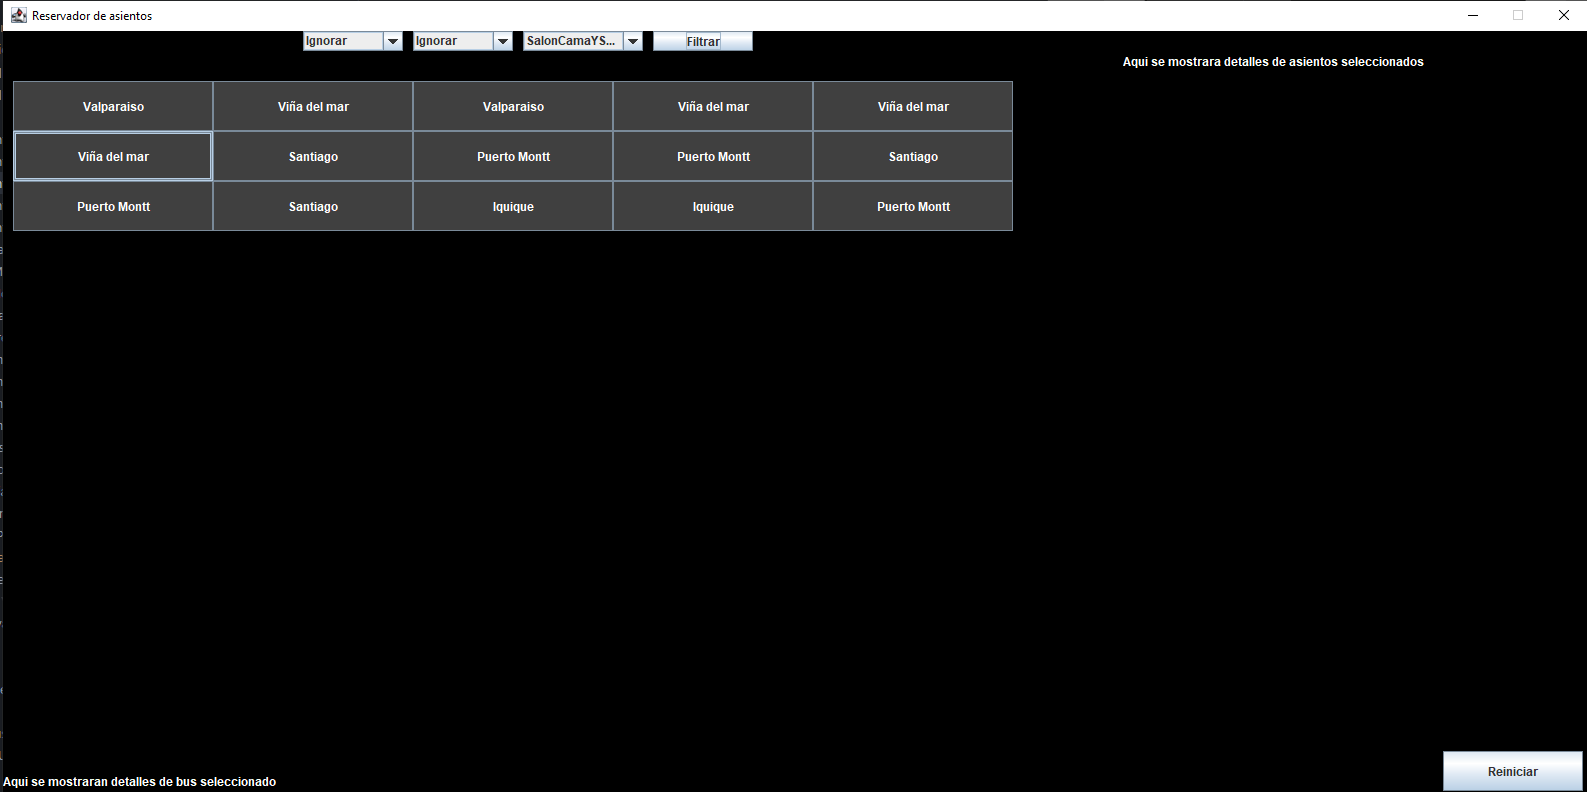 Reservador de asientos
Ignorar Ignorar SalonCamaYS... Filtrar
Aqui se mostrara detalles de asientos seleccionados
Valparaiso Viña del mar Valparaiso Viña del mar Viña del mar
Viña del mar Santiago Puerto Montt Puerto Montt Santiago
Puerto Montt Santiago Iquique Iquique Puerto Montt
Reiniciar
Aqui se mostraran detalles de bus seleccionado